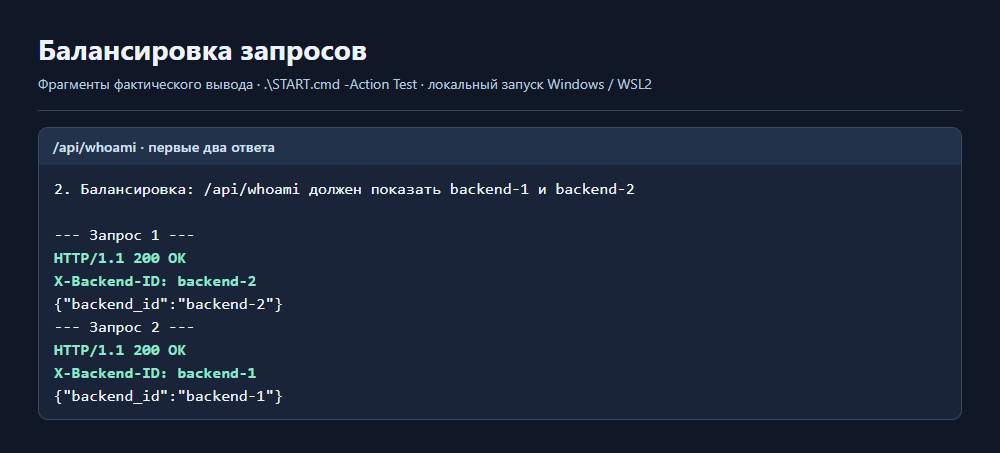 Балансировка запросов
Фрагменты фактического вывода · .\START.cmd -Action Test · локальный запуск Windows / WSL2
/api/whoami · первые два ответа
2. Балансировка: /api/whoami должен показать backend-1 и backend-2
--- Запрос 1 ---
HTTP/1.1 200 OK
X-Backend-ID: backend-2
{"backend_id":"backend-2"}
--- Запрос 2 ---
HTTP/1.1 200 OK
X-Backend-ID: backend-1
{"backend_id":"backend-1"}